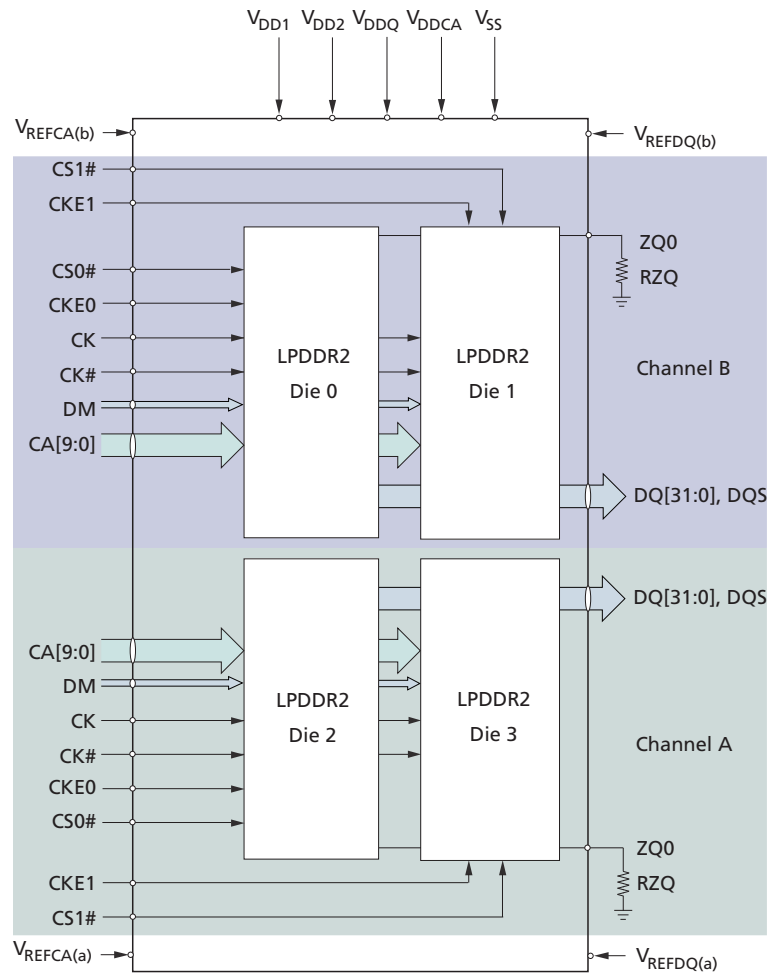 VDD1 VDD2 VDDQ VDDCA VSS
VREFCA(b)
VREFDQ(b)
CS1#
CKE1
ZQ0
CS0#
RZQ
CKE0
CK
LPDDR2
Die 0
LPDDR2
Die 1
Channel B
CK#
DM
CA[9:0]
DQ[31:0], DQS
DQ[31:0], DQS
CA[9:0]
DM
LPDDR2
Die 2
LPDDR2
Die 3
CK
Channel A
CK#
CKE0
CS0#
ZQ0
CKE1
RZQ
CS1#
VREFCA(a)
VREFDQ(a)